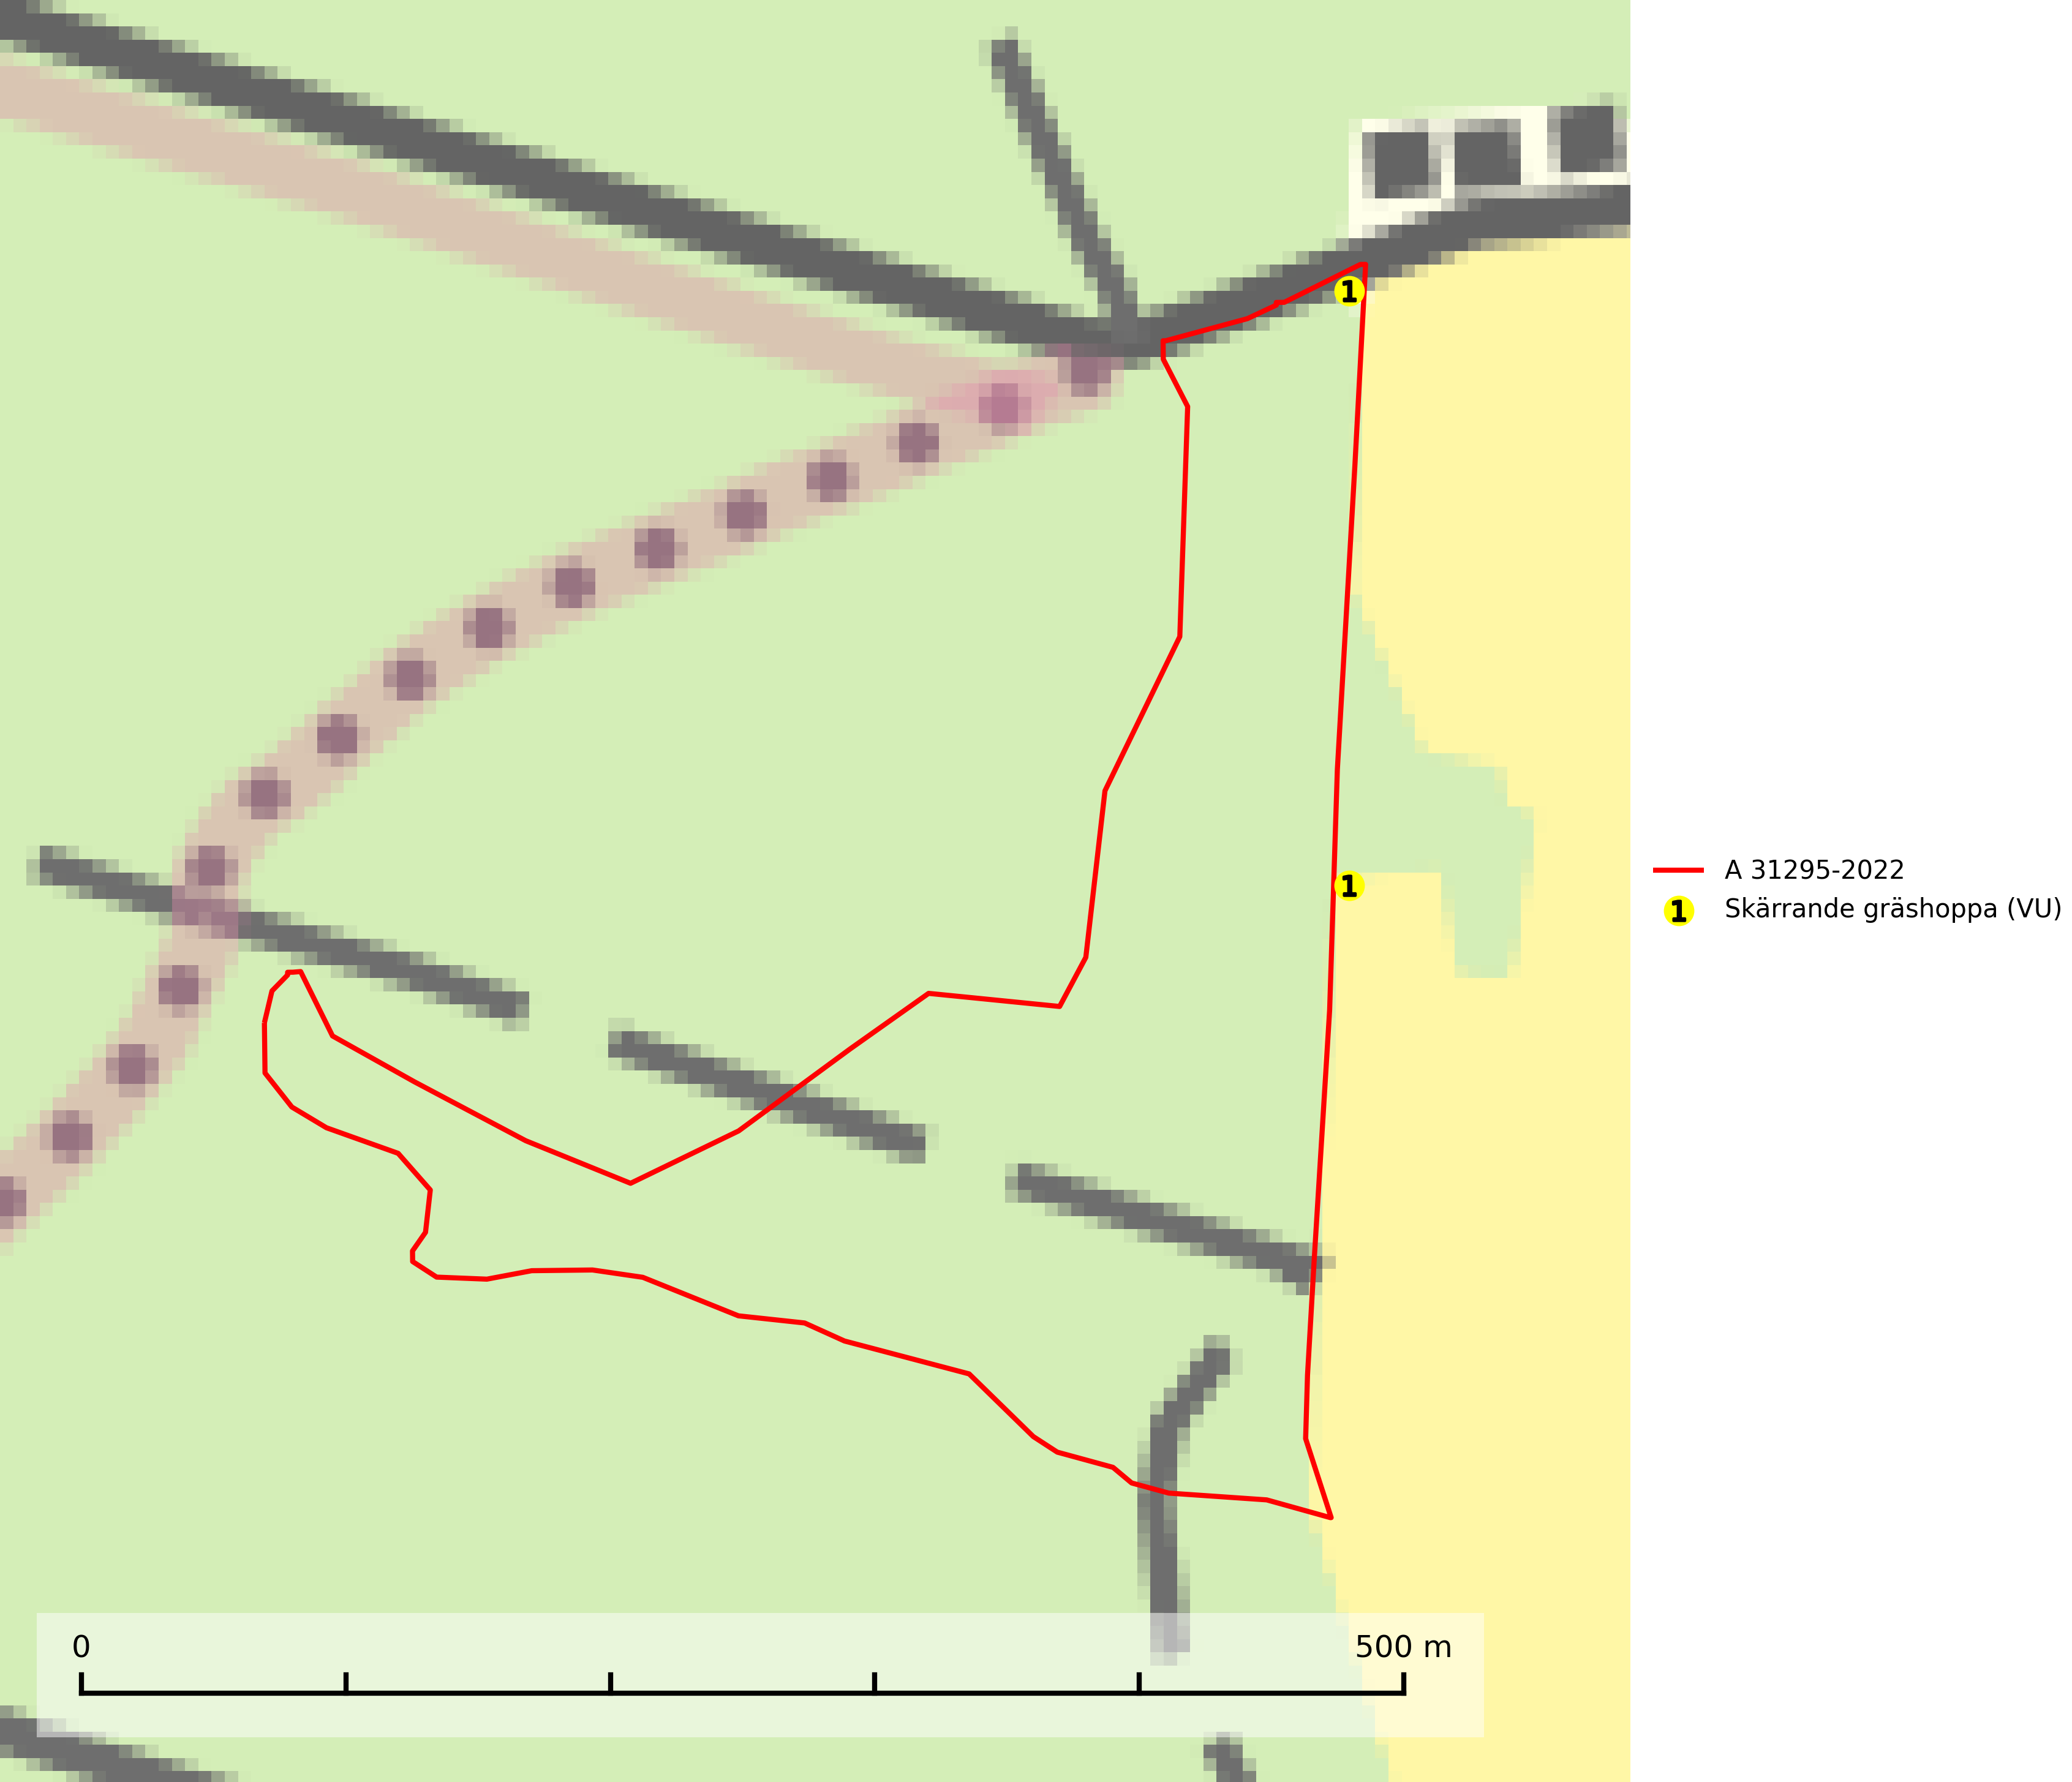 1
1
A 31295-2022
1 Skärrande gräshoppa (VU)
0 500 m